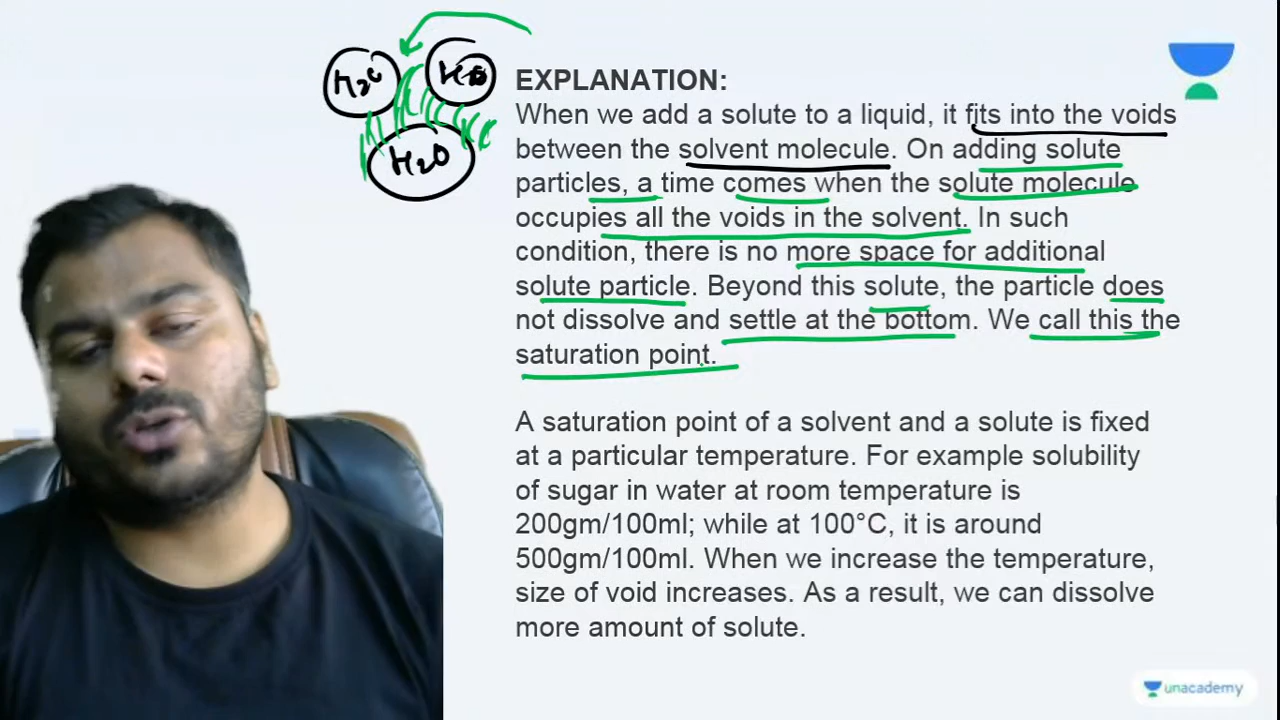 H2O
H2O
EXPLANATION:
When we add a solute to a liquid, it fits into the voids
between the solvent molecule. On adding solute
particles, a time comes when the solute molecule
occupies all the voids in the solvent. In such
condition, there is no more space for additional
solute particle. Beyond this solute, the particle does
not dissolve and settle at the bottom. We call this the
saturation point.
A saturation point of a solvent and a solute is fixed
at a particular temperature. For example solubility
of sugar in water at room temperature is
200gm/100ml; while at 100°C, it is around
500gm/100ml. When we increase the temperature,
size of void increases. As a result, we can dissolve
more amount of solute.
unacademy